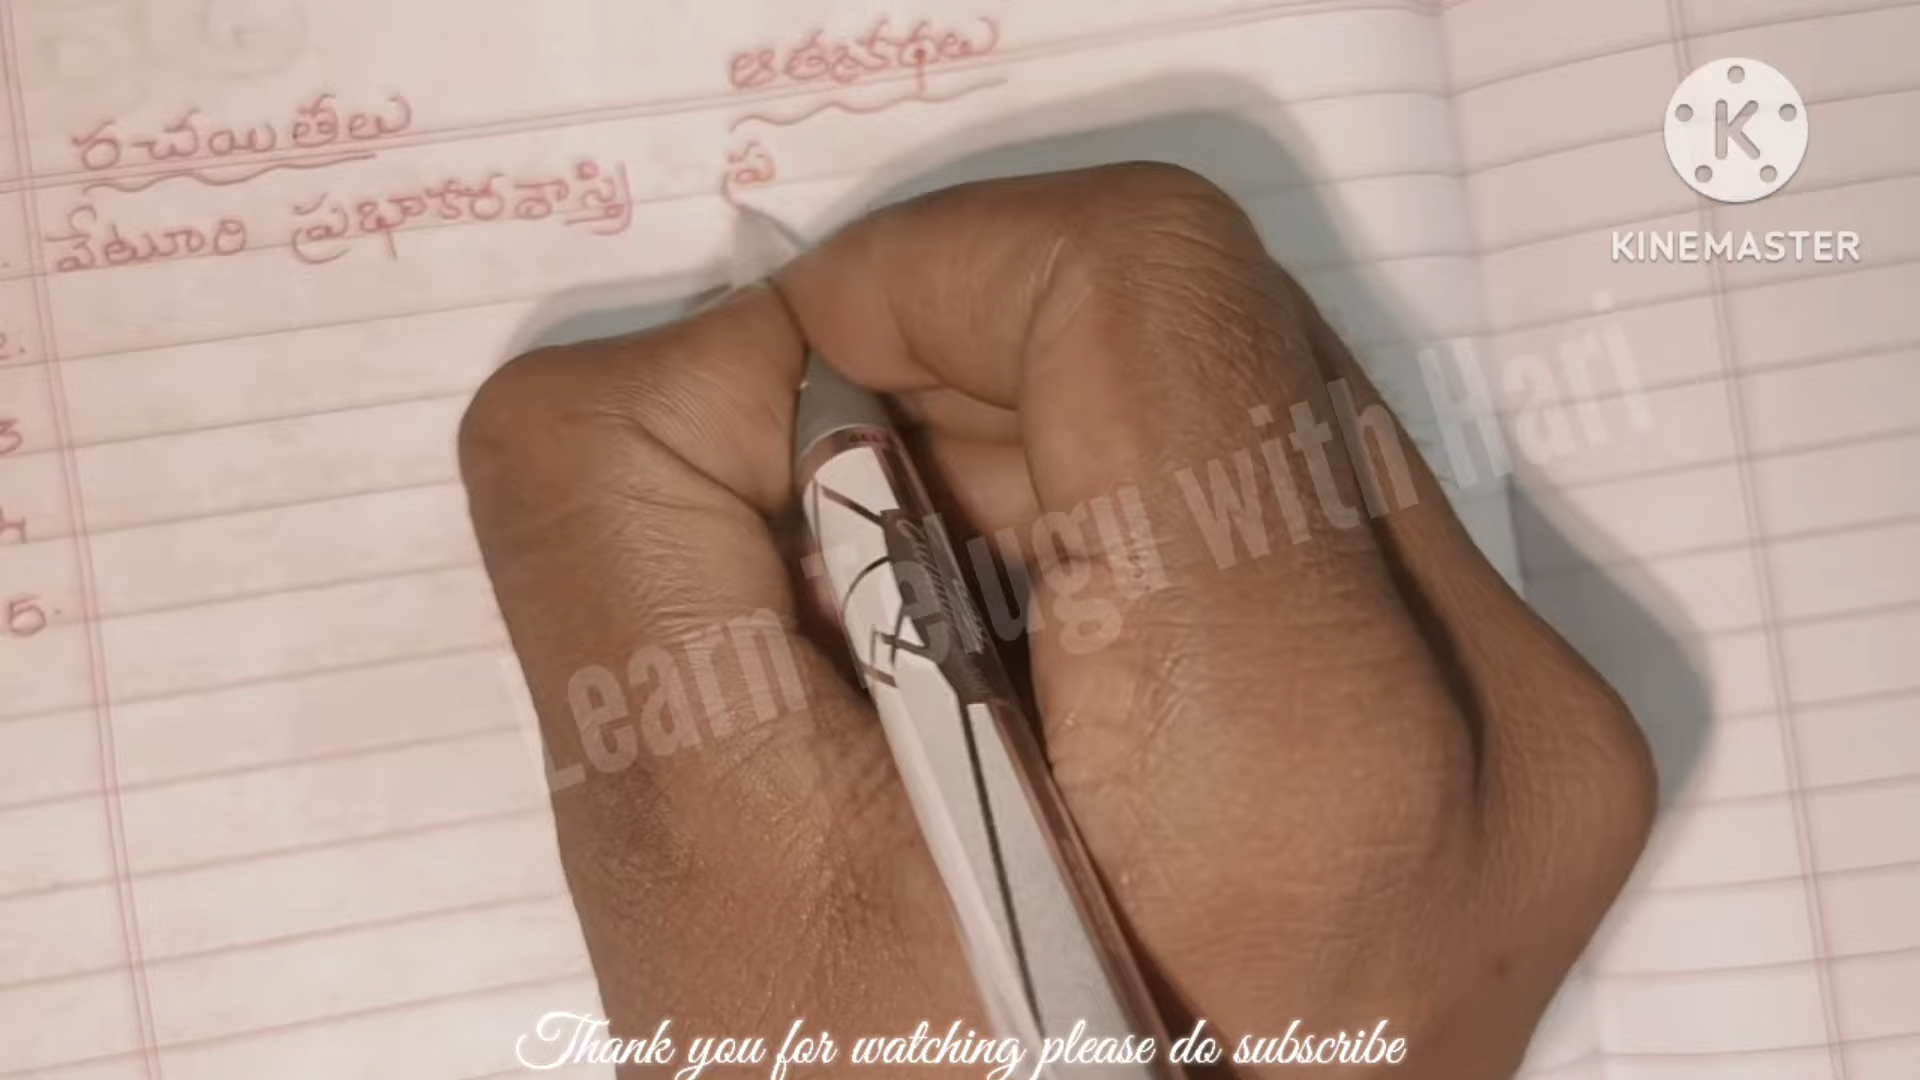 ఆత్మకథలు
రచయితలు
ప్ర
వేటూరి ప్రభాకరశాస్త్రి
2.
3
4
5.
K
KINEMASTER
Learn Telugu with Hari
Thank you for watching please do subscribe